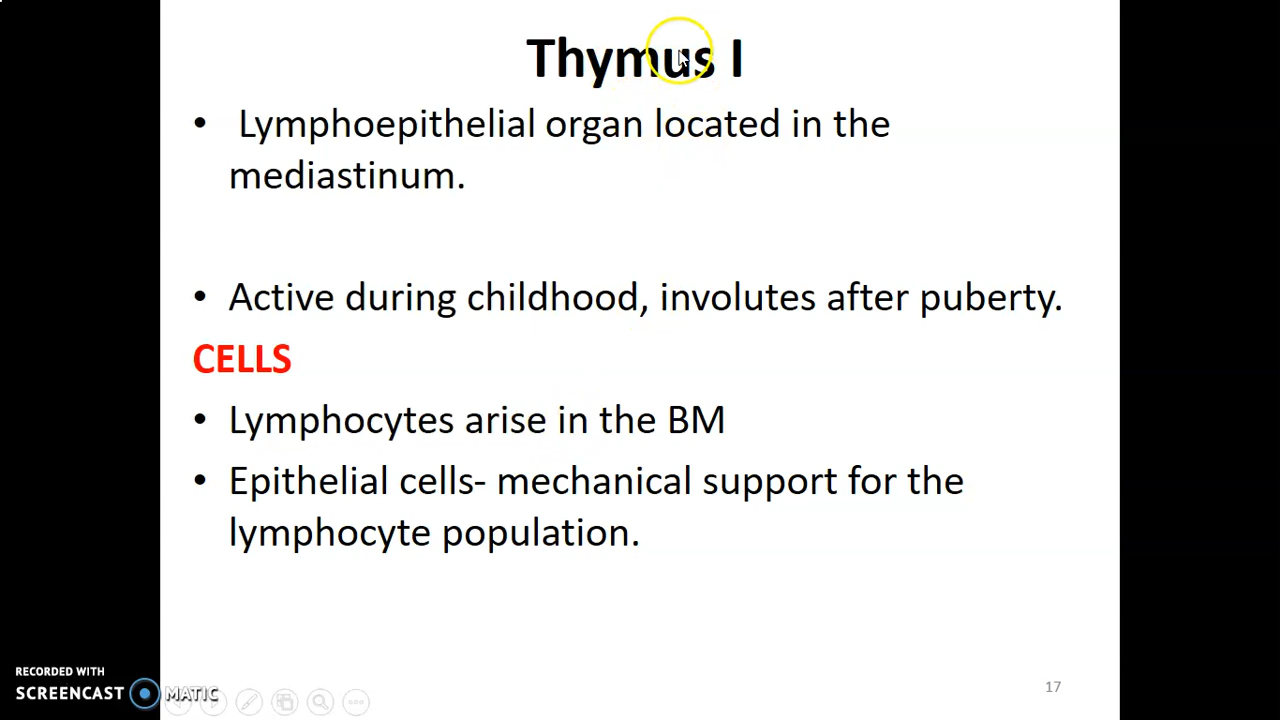 Thymus I
• Lymphoepithelial organ located in the
mediastinum.
• Active during childhood, involutes after puberty.
CELLS
• Lymphocytes arise in the BM
• Epithelial cells- mechanical support for the
lymphocyte population.
RECORDED WITH
SCREENCAST MATIC
17